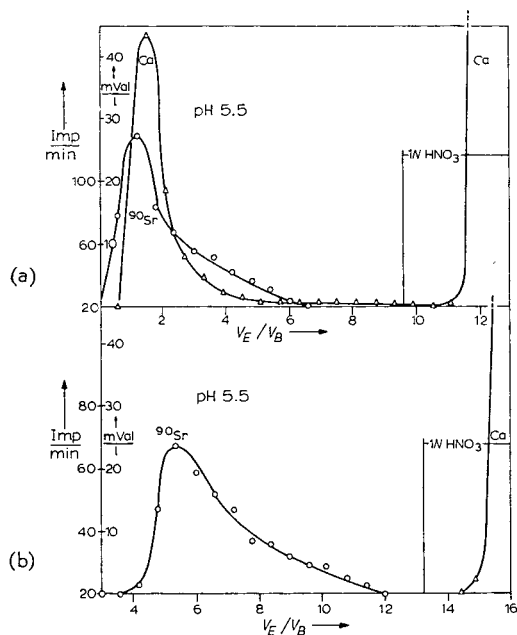 (a)
Imp
min
mVal
l
40
30
100
20
60
10
20
Ca
90Sr
pH 5.5
1N HNO3
Ca
0 2 4 6 8 10 12
VE/VB
(b)
Imp
min
mVal
l
40
80
30
60
20
40
10
20
90Sr
pH 5.5
1N HNO3
Ca
4 6 8 10 12 14 16
VE/VB